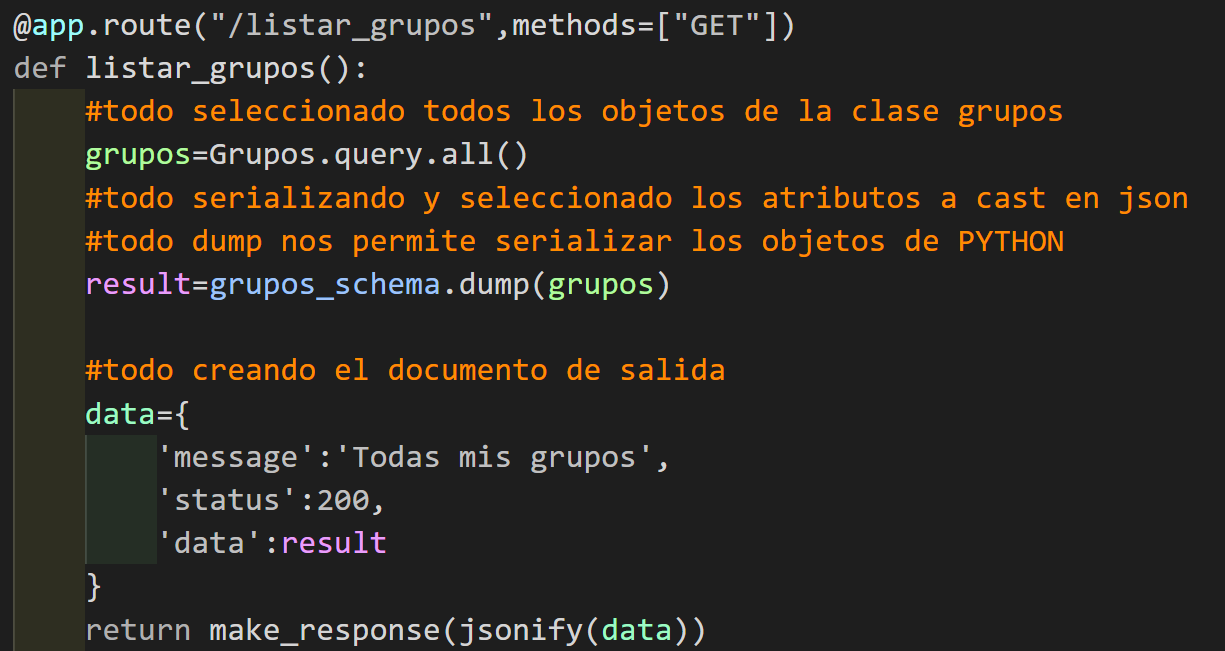 @app.route("/listar_grupos",methods=["GET"])
def listar_grupos():
    #todo seleccionado todos los objetos de la clase grupos
    grupos=Grupos.query.all()
    #todo serializando y seleccionado los atributos a cast en json
    #todo dump nos permite serializar los objetos de PYTHON
    result=grupos_schema.dump(grupos)

    #todo creando el documento de salida
    data={
        'message':'Todas mis grupos',
        'status':200,
        'data':result
    }
    return make_response(jsonify(data))